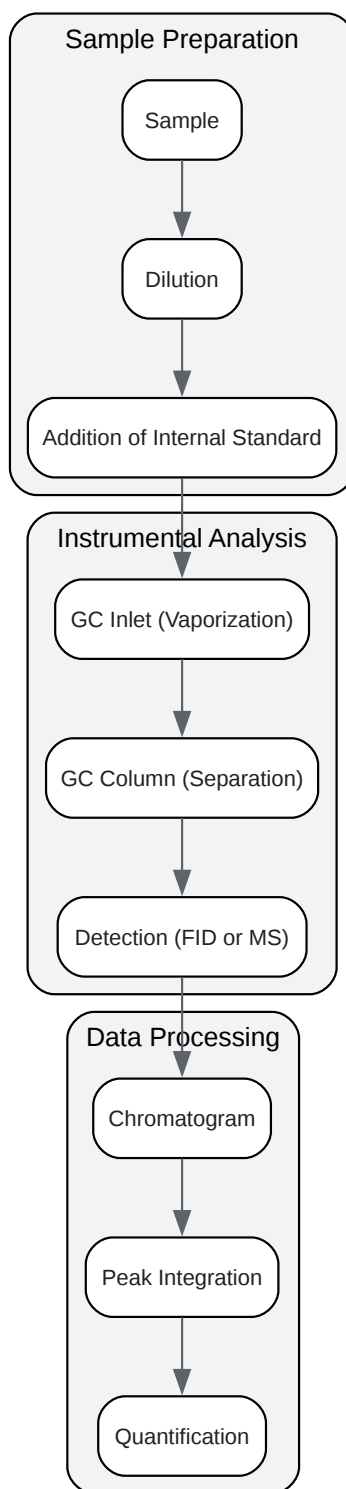 Sample Preparation
Sample
Dilution
Addition of Internal Standard
Instrumental Analysis
GC Inlet (Vaporization)
GC Column (Separation)
Detection (FID or MS)
Data Processing
Chromatogram
Peak Integration
Quantification